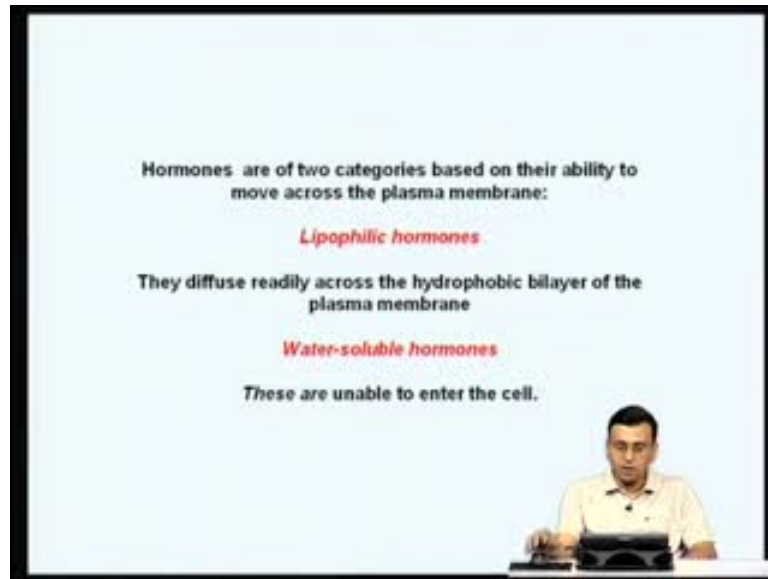 Hormones are of two categories based on their ability to
move across the plasma membrane:
Lipophilic hormones
They diffuse readily across the hydrophobic bilayer of the
plasma membrane
Water-soluble hormones
These are unable to enter the cell.